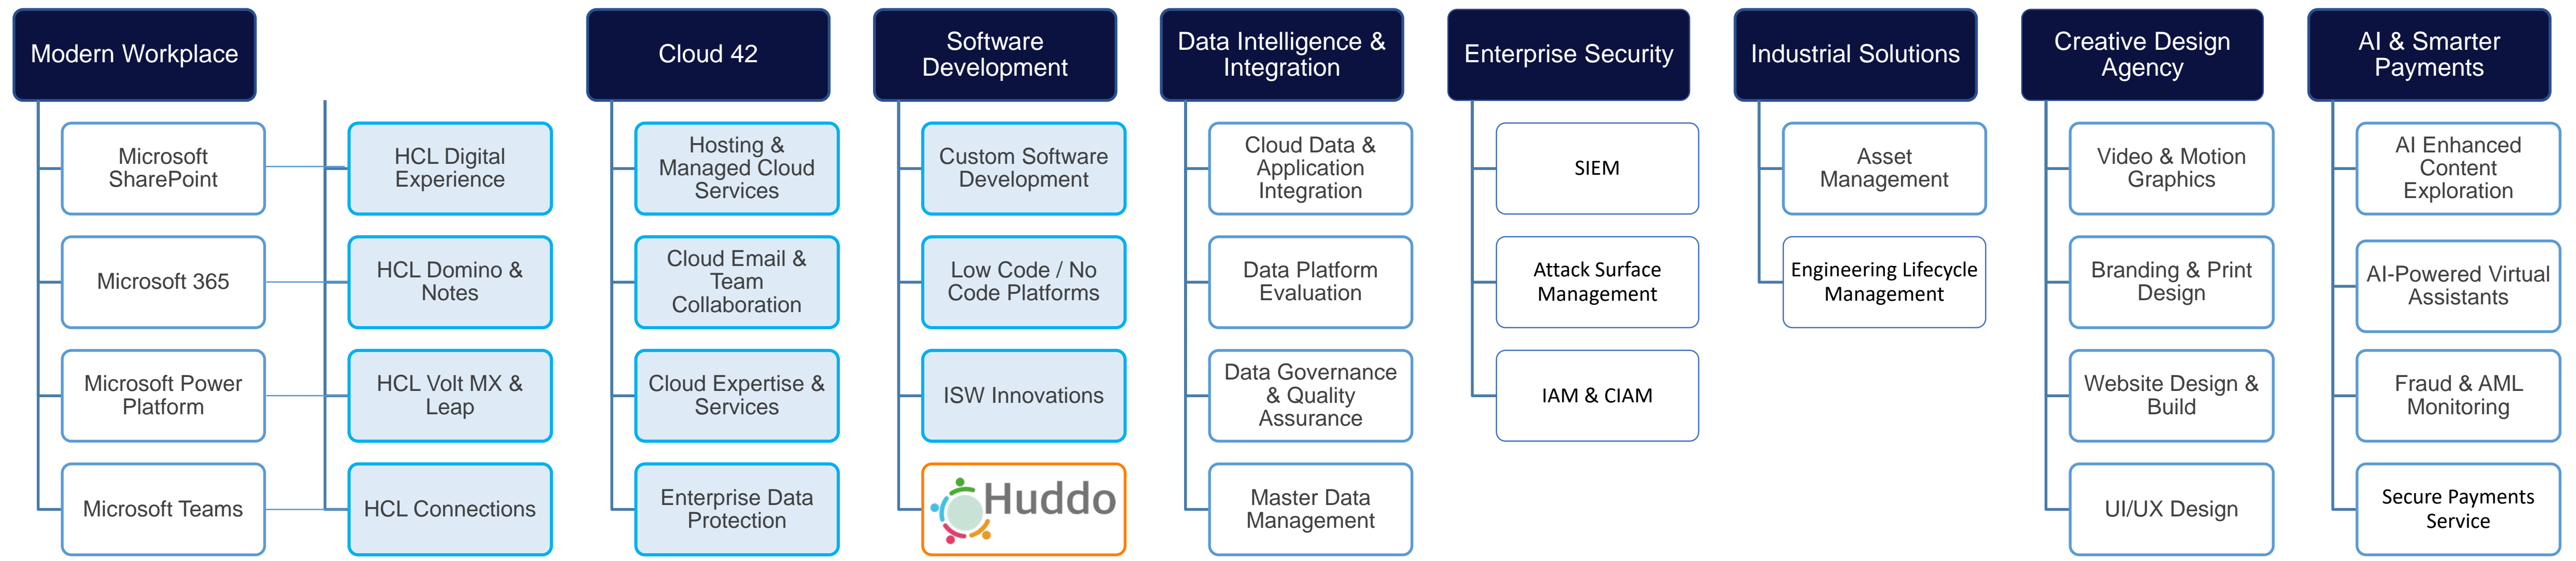 Modern Workplace
Microsoft
SharePoint
Microsoft 365
Microsoft Power
Platform
Microsoft Teams
HCL Digital
Experience
HCL Domino &
Notes
HCL Volt MX &
Leap
HCL Connections
Cloud 42
Hosting &
Managed Cloud
Services
Cloud Email &
Team
Collaboration
Cloud Expertise &
Services
Enterprise Data
Protection
Software
Development
Custom Software
Development
Low Code / No
Code Platforms
ISW Innovations
Huddo
Data Intelligence &
Integration
Cloud Data &
Application
Integration
Data Platform
Evaluation
Data Governance
& Quality
Assurance
Master Data
Management
Enterprise Security
SIEM
Attack Surface
Management
IAM & CIAM
Industrial Solutions
Asset
Management
Engineering Lifecycle
Management
Creative Design
Agency
Video & Motion
Graphics
Branding & Print
Design
Website Design &
Build
UI/UX Design
AI & Smarter
Payments
AI Enhanced
Content
Exploration
AI-Powered Virtual
Assistants
Fraud & AML
Monitoring
Secure Payments
Service